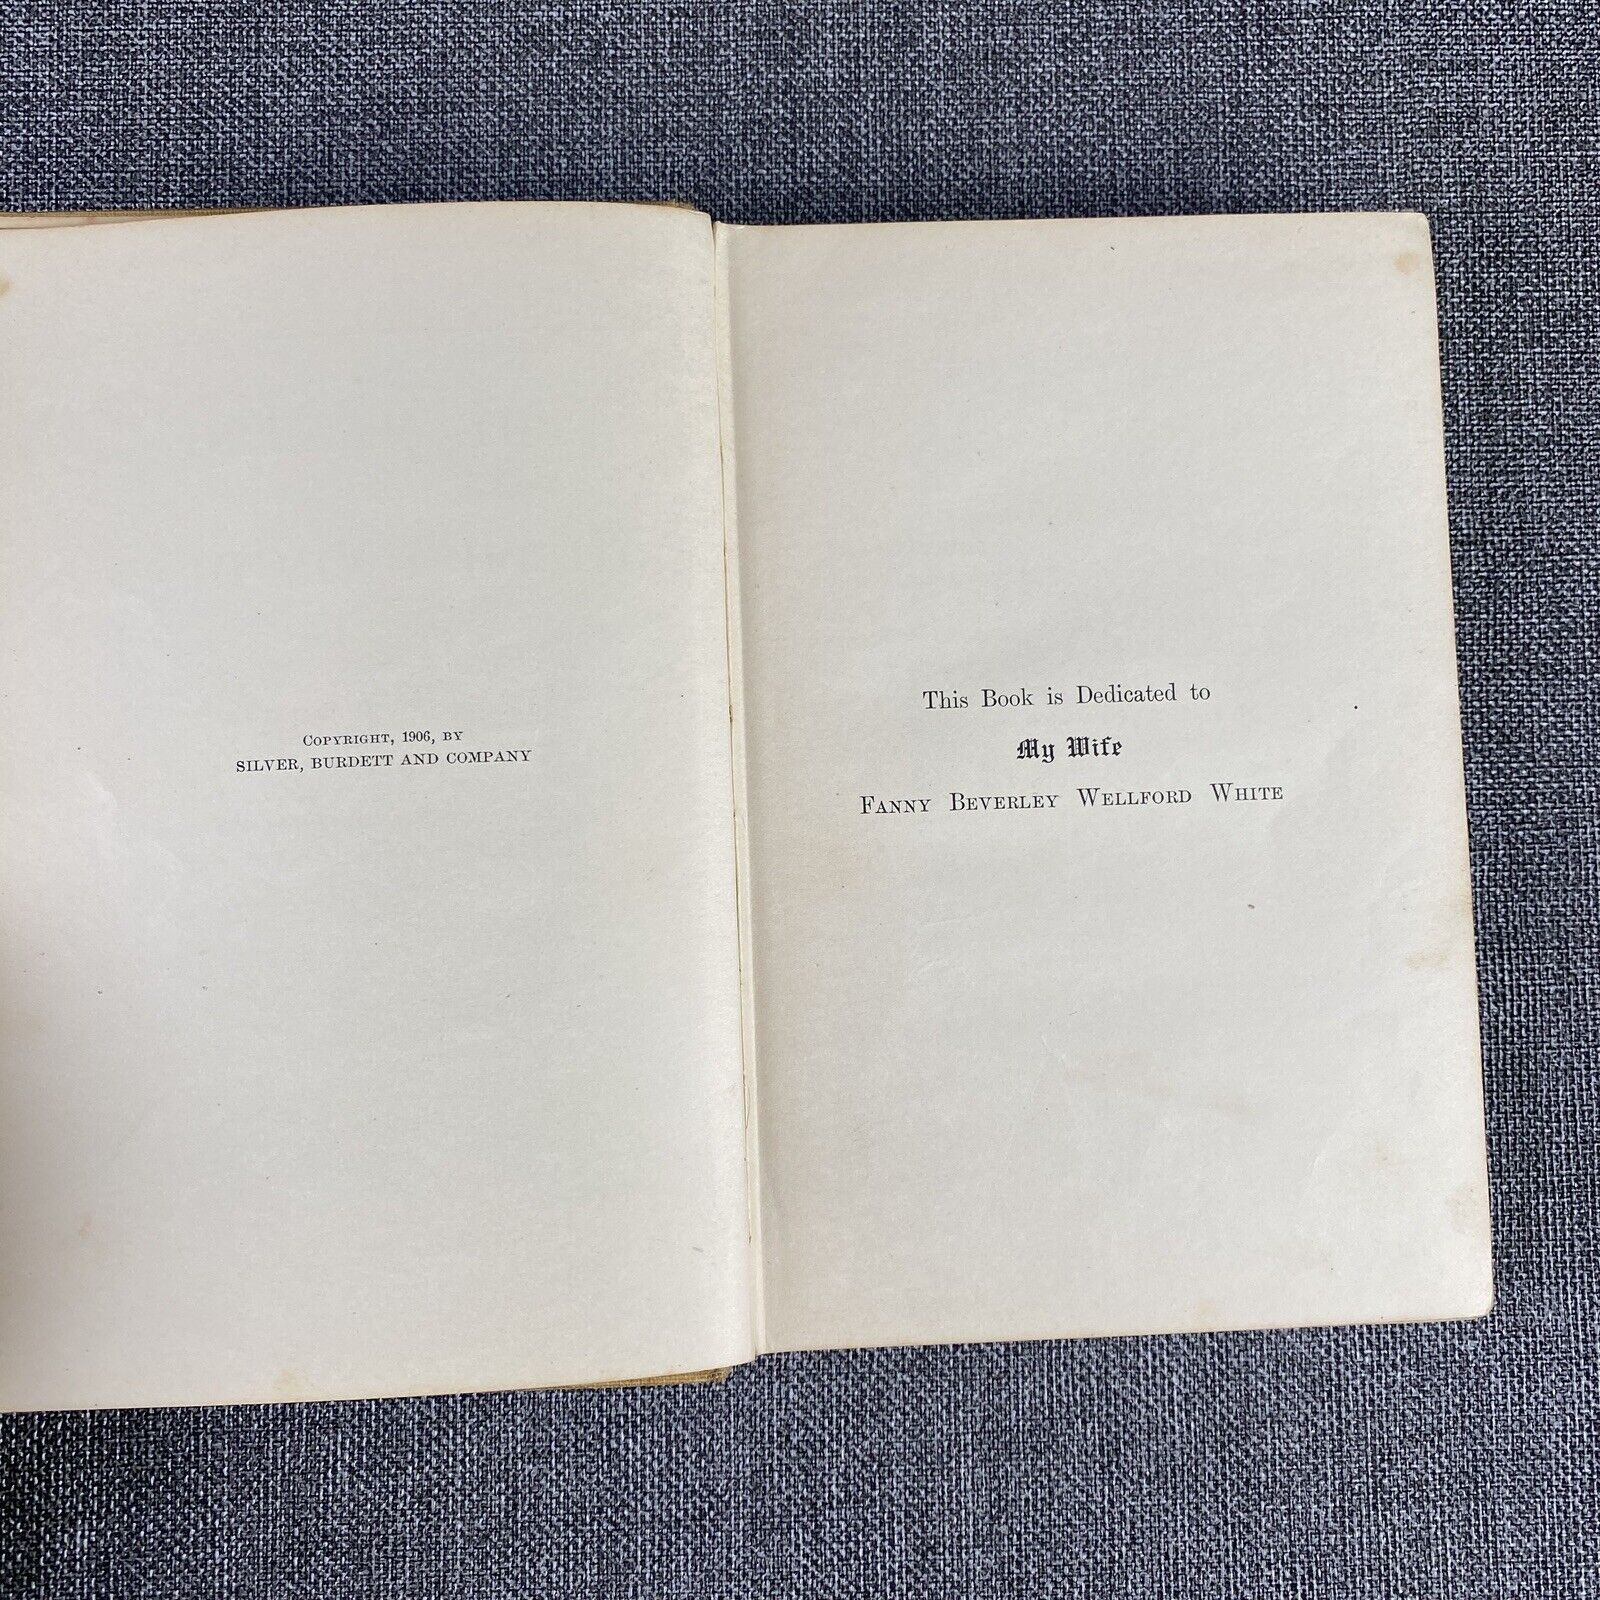 Copyright, 1906, by
SILVER, BURDETT AND COMPANY
This Book is Dedicated to
My Wife
Fanny Beverley Wellford White